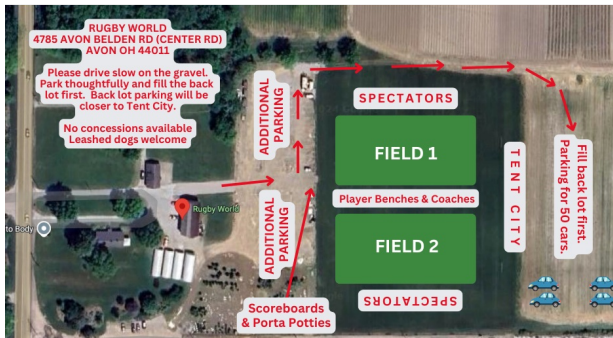 RUGBY WORLD
4785 AVON BELDEN RD (CENTER RD)
AVON OH 44011
Please drive slow on the gravel.
Park thoughtfully and fill the back
lot first. Back lot parking will be
closer to Tent City.
No concessions available
Leashed dogs welcome
ADDITIONAL
PARKING
SPECTATORS
FIELD 1
Player Benches & Coaches
FIELD 2
SPECTATORS
TENT CITY
Fill back lot first.
Parking for 50 cars.
Rugby World
to Body
ADDITIONAL
PARKING
Scoreboards
& Porta Potties